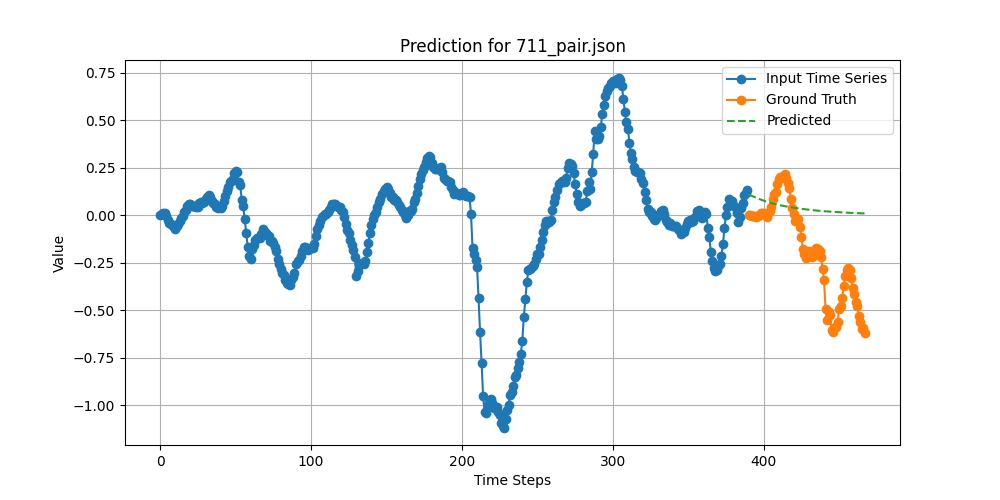 Prediction for 711_pair.json
Input Time Series
Ground Truth
Predicted
0.75
0.50
0.25
0.00
−0.25
−0.50
−0.75
−1.00
Value
0 100 200 300 400
Time Steps